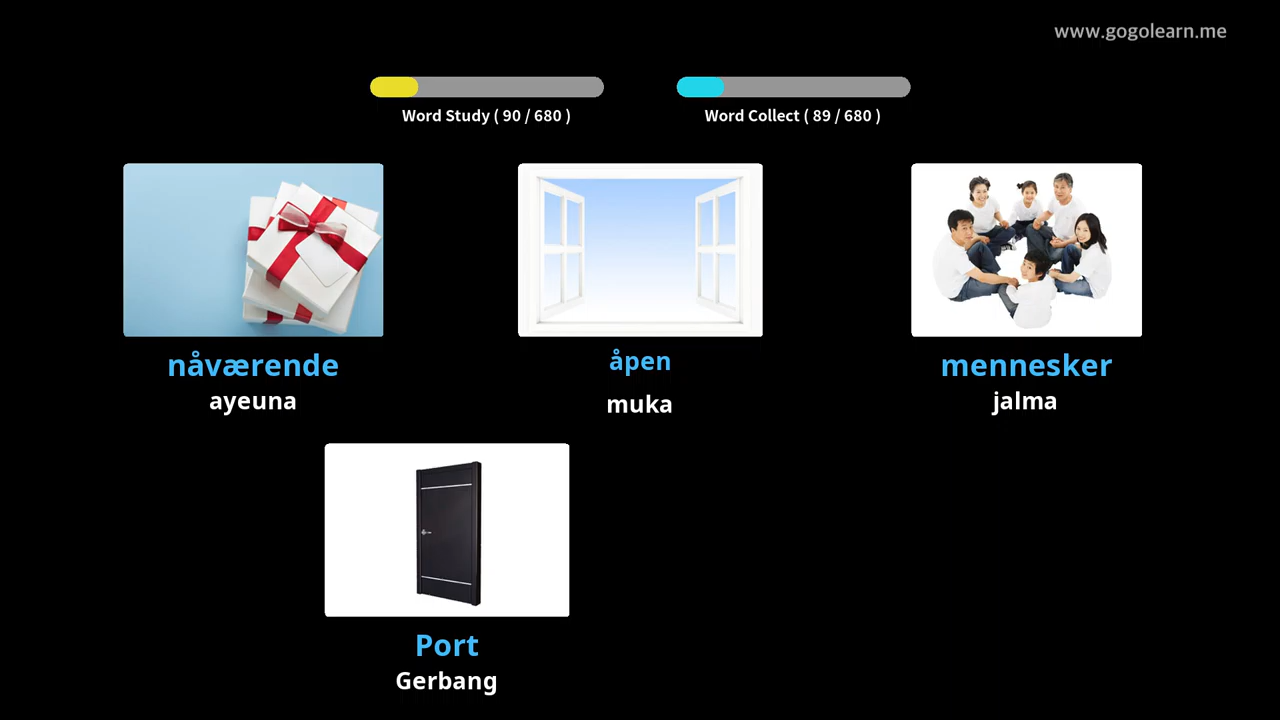 www.gogolearn.me
Word Study ( 90 / 680 )
Word Collect ( 89 / 680 )
nåværende
ayeuna
åpen
muka
mennesker
jalma
Port
Gerbang